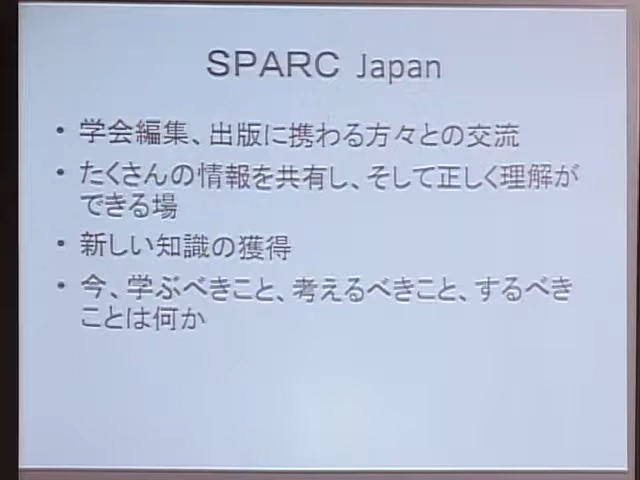 SPARC Japan
• 学会編集、出版に携わる方々との交流
• たくさんの情報を共有し、そして正しく理解が
できる場
• 新しい知識の獲得
• 今、学ぶべきこと、考えるべきこと、するべき
ことは何か